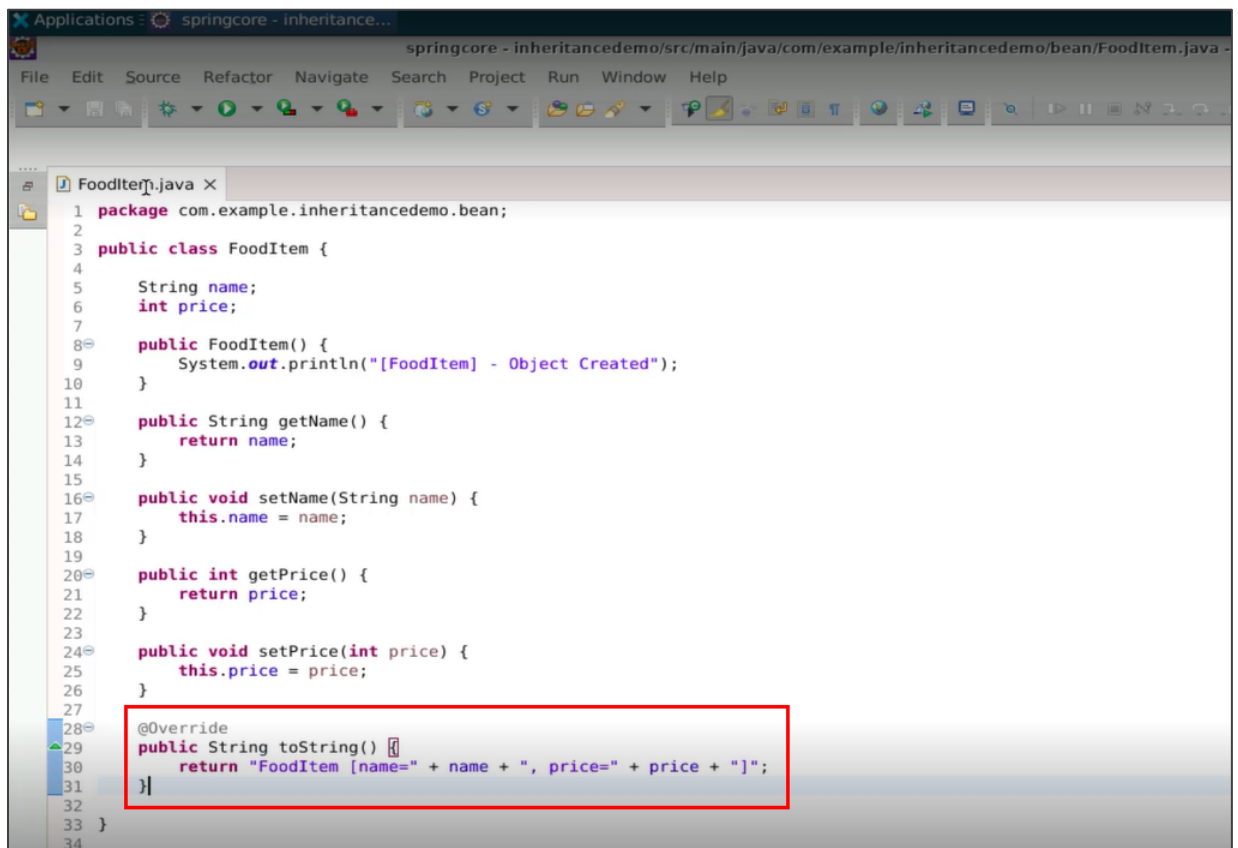 Applications springcore - inheritance...
springcore - inheritancedemo/src/main/java/com/example/inheritancedemo/bean/FoodItem.java -
File Edit Source Refactor Navigate Search Project Run Window Help
FoodItem.java
1 package com.example.inheritancedemo.bean;
2
3 public class FoodItem {
4
5 String name;
6 int price;
7
8 public FoodItem() {
9 System.out.println("[FoodItem] - Object Created");
10 }
11
12 public String getName() {
13 return name;
14 }
15
16 public void setName(String name) {
17 this.name = name;
18 }
19
20 public int getPrice() {
21 return price;
22 }
23
24 public void setPrice(int price) {
25 this.price = price;
26 }
27
28 @Override
29 public String toString() {
30 return "FoodItem [name=" + name + ", price=" + price + "]";
31 }
32
33 }
34